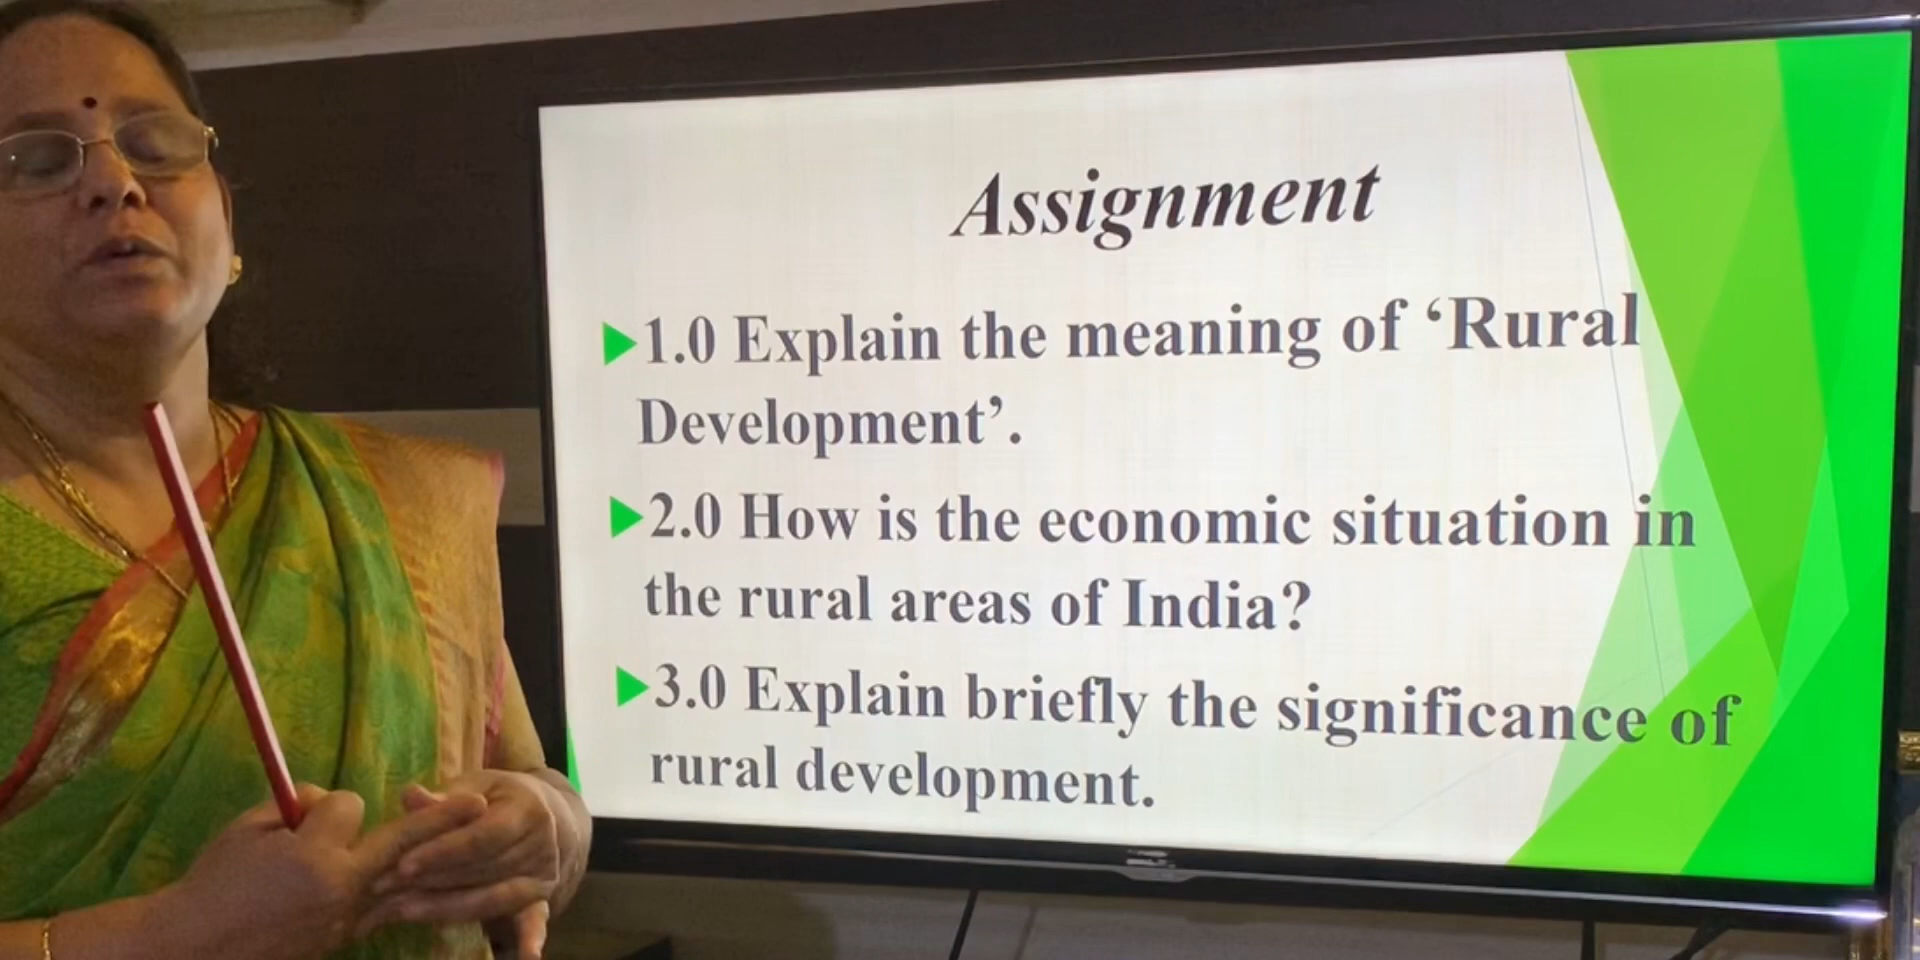 Assignment
1.0 Explain the meaning of ‘Rural
Development’.
2.0 How is the economic situation in
the rural areas of India?
3.0 Explain briefly the significance of
rural development.